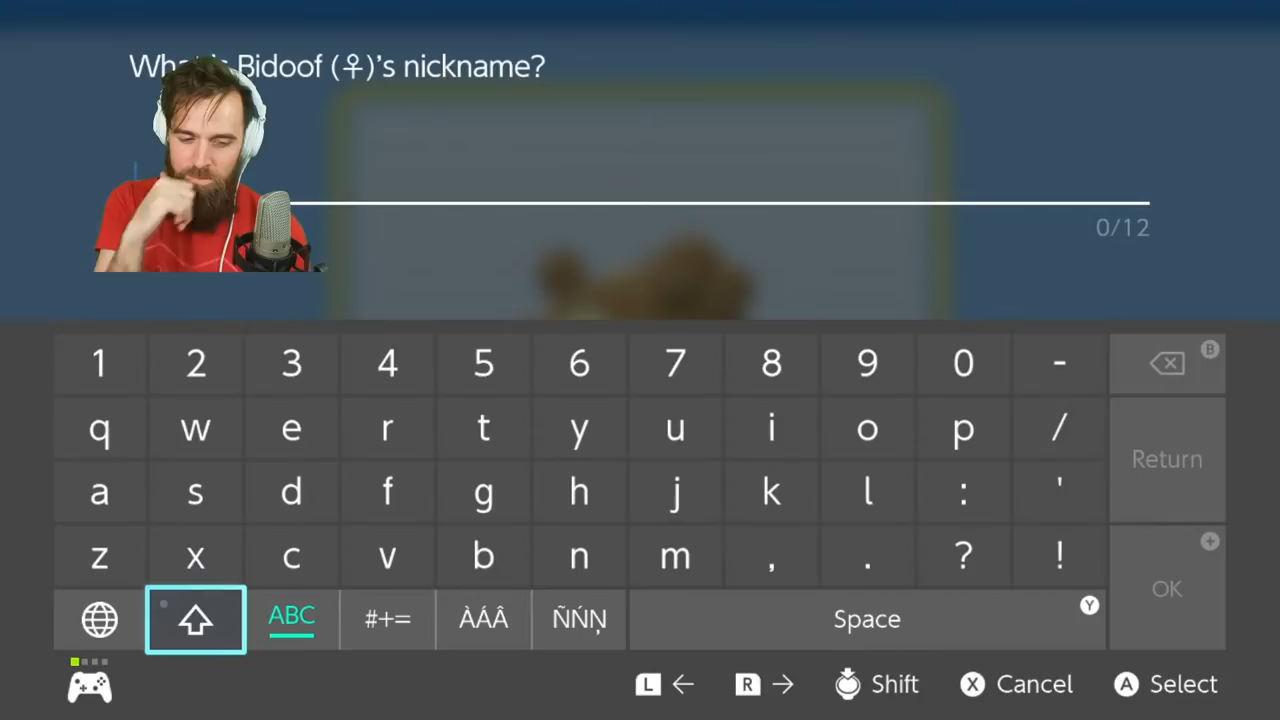 Bidoof (♀)'s nickname?
0/12
1 2 3 4 5 6 7 8 9 0 - B
q w e r t y u i o p /
Return
a s d f g h j k l : '
z x c v b n m , . ? ! +
OK
ABC #+= ÀÁÂ ÑŃŅ Space Y
L ← R → Shift X Cancel A Select